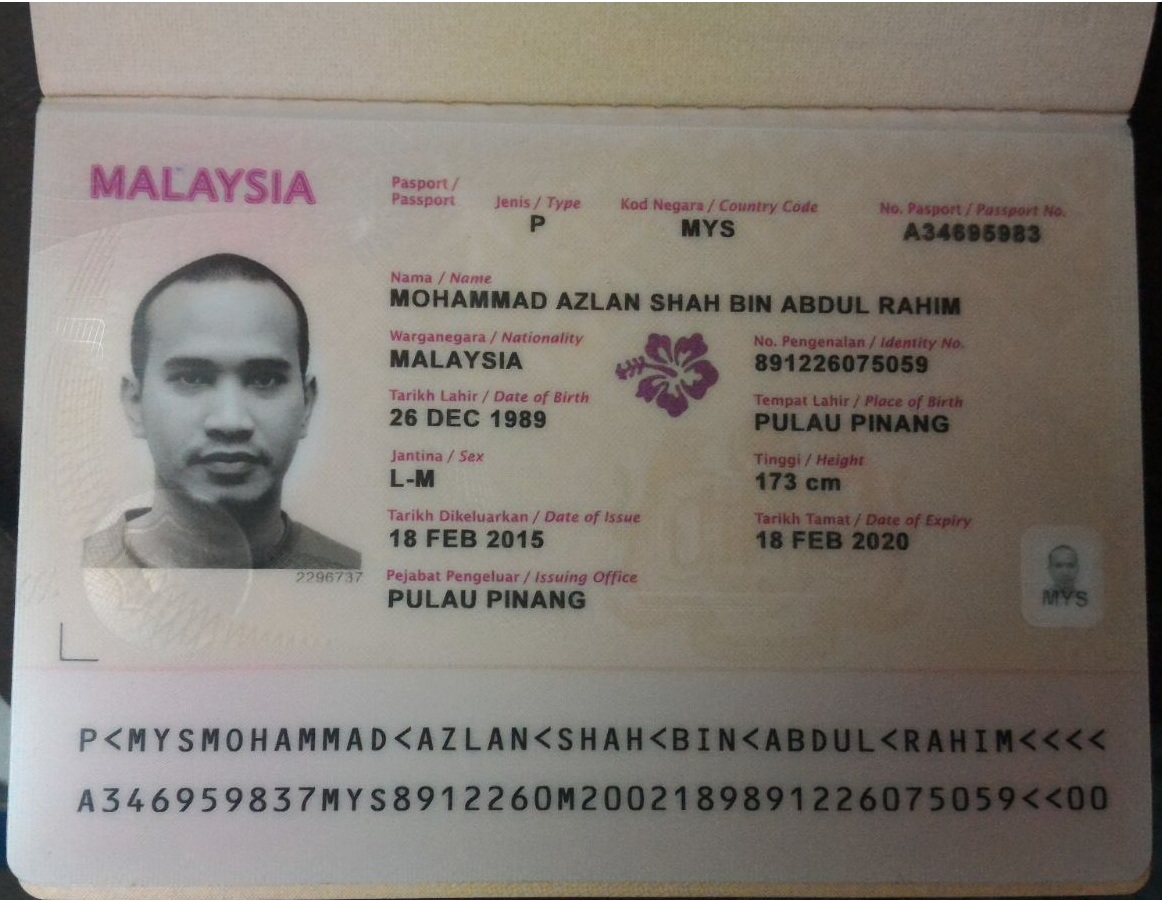 MALAYSIA
Pasport / Passport
Jenis / Type
P
Kod Negara / Country Code
MYS
No. Pasport / Passport No.
A34695983
Nama / Name
MOHAMMAD AZLAN SHAH BIN ABDUL RAHIM
Warganegara / Nationality
MALAYSIA
No. Pengenalan / Identity No.
891226075059
Tarikh Lahir / Date of Birth
26 DEC 1989
Tempat Lahir / Place of Birth
PULAU PINANG
Jantina / Sex
L-M
Tinggi / Height
173 cm
Tarikh Dikeluarkan / Date of Issue
18 FEB 2015
Tarikh Tamat / Date of Expiry
18 FEB 2020
2296737
Pejabat Pengeluar / Issuing Office
PULAU PINANG
MYS
P<MYSMOHAMMAD<AZLAN<SHAH<BIN<ABDUL<RAHIM<<<<
A346959837MYS8912260M2002189891226075059<<00